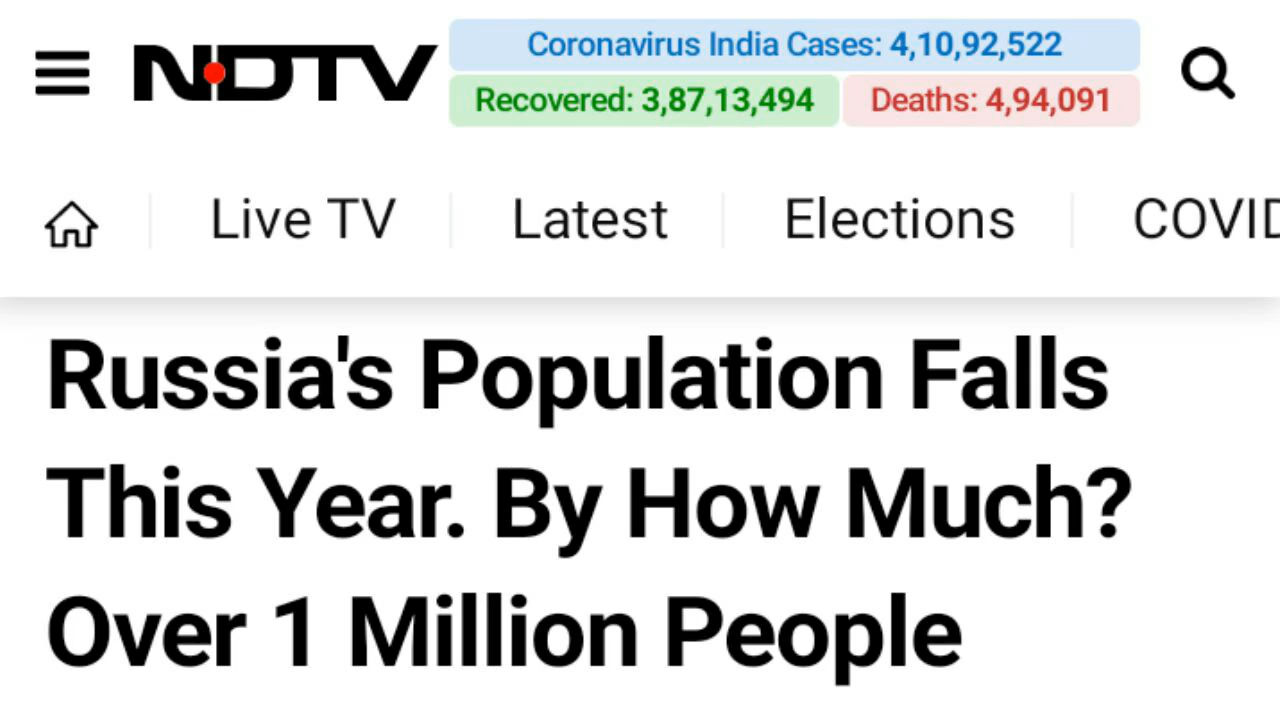 NDTV
Coronavirus India Cases: 4,10,92,522
Recovered: 3,87,13,494 Deaths: 4,94,091
Live TV Latest Elections COVID
Russia's Population Falls
This Year. By How Much?
Over 1 Million People